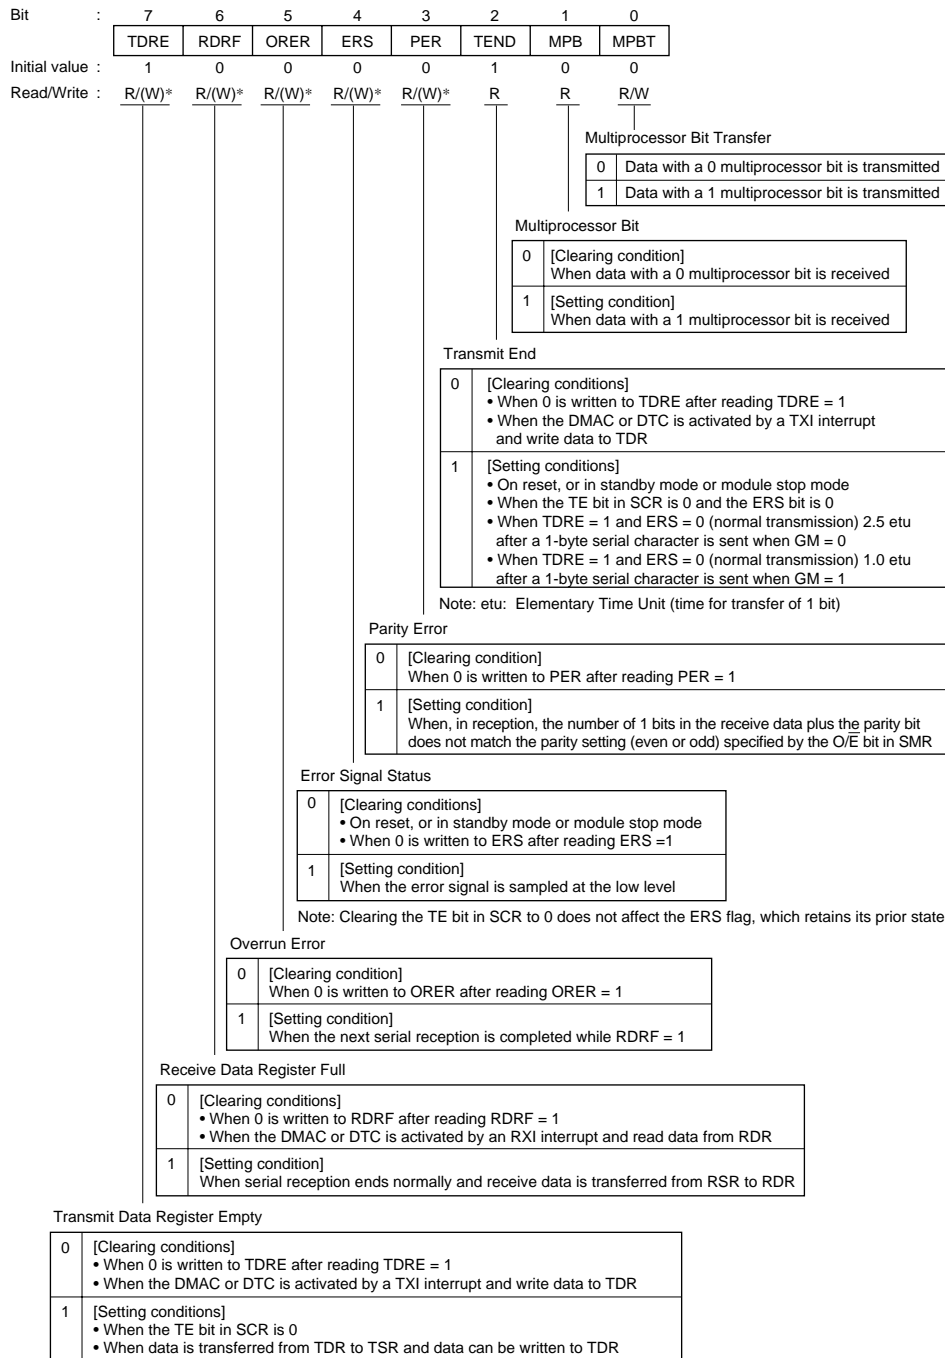 Bit : 7 6 5 4 3 2 1 0
TDRE RDRF ORER ERS PER TEND MPB MPBT
Initial value : 1 0 0 0 0 1 0 0
Read/Write : R/(W)* R/(W)* R/(W)* R/(W)* R/(W)* R R R/W
Multiprocessor Bit Transfer
0 Data with a 0 multiprocessor bit is transmitted
1 Data with a 1 multiprocessor bit is transmitted
Multiprocessor Bit
0 [Clearing condition]
When data with a 0 multiprocessor bit is received
1 [Setting condition]
When data with a 1 multiprocessor bit is received
Transmit End
0 [Clearing conditions]
• When 0 is written to TDRE after reading TDRE = 1
• When the DMAC or DTC is activated by a TXI interrupt
and write data to TDR
1 [Setting conditions]
• On reset, or in standby mode or module stop mode
• When the TE bit in SCR is 0 and the ERS bit is 0
• When TDRE = 1 and ERS = 0 (normal transmission) 2.5 etu
after a 1-byte serial character is sent when GM = 0
• When TDRE = 1 and ERS = 0 (normal transmission) 1.0 etu
after a 1-byte serial character is sent when GM = 1
Note: etu: Elementary Time Unit (time for transfer of 1 bit)
Parity Error
0 [Clearing condition]
When 0 is written to PER after reading PER = 1
1 [Setting condition]
When, in reception, the number of 1 bits in the receive data plus the parity bit
does not match the parity setting (even or odd) specified by the O/E̅ bit in SMR
Error Signal Status
0 [Clearing conditions]
• On reset, or in standby mode or module stop mode
• When 0 is written to ERS after reading ERS =1
1 [Setting condition]
When the error signal is sampled at the low level
Note: Clearing the TE bit in SCR to 0 does not affect the ERS flag, which retains its prior state
Overrun Error
0 [Clearing condition]
When 0 is written to ORER after reading ORER = 1
1 [Setting condition]
When the next serial reception is completed while RDRF = 1
Receive Data Register Full
0 [Clearing conditions]
• When 0 is written to RDRF after reading RDRF = 1
• When the DMAC or DTC is activated by an RXI interrupt and read data from RDR
1 [Setting condition]
When serial reception ends normally and receive data is transferred from RSR to RDR
Transmit Data Register Empty
0 [Clearing conditions]
• When 0 is written to TDRE after reading TDRE = 1
• When the DMAC or DTC is activated by a TXI interrupt and write data to TDR
1 [Setting conditions]
• When the TE bit in SCR is 0
• When data is transferred from TDR to TSR and data can be written to TDR